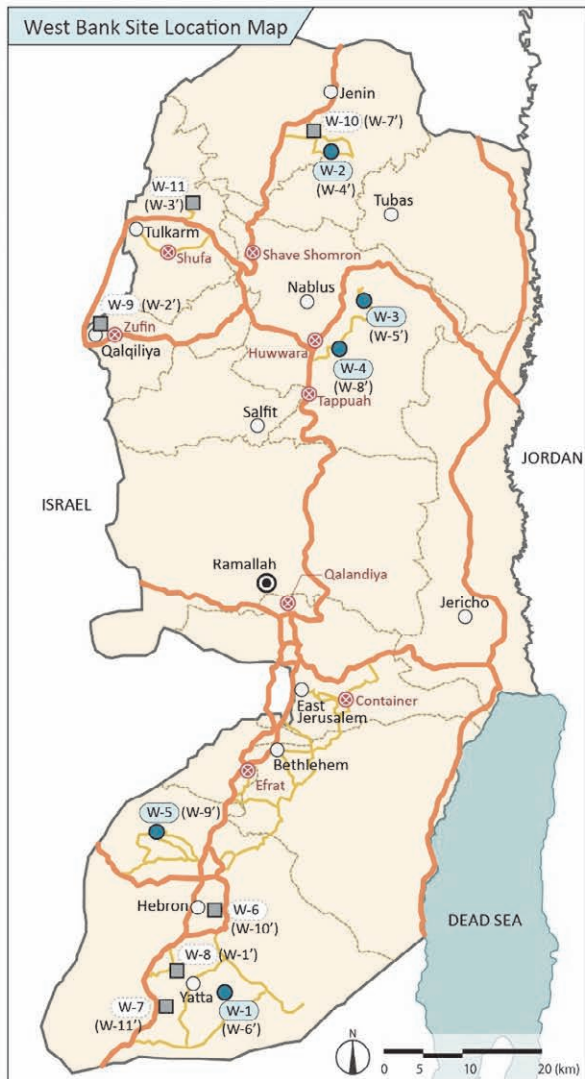 West Bank Site Location Map
Jenin
W-10 (W-7')
W-2
(W-4')
W-11
(W-3')
Tubas
Tulkarm
Shufa
Shave Shomron
Nablus
W-9 (W-2')
Zufin
Qalqiliya
W-3
(W-5')
Huwwara
W-4
(W-8')
Tappuah
Salfit
JORDAN
ISRAEL
Ramallah
Qalandiya
Jericho
East
Jerusalem
Container
Bethlehem
Efrat
W-5 (W-9')
Hebron
W-6
(W-10')
DEAD SEA
W-8 (W-1')
Yatta
W-7
(W-11')
W-1
(W-6')
N
0 5 10 20 (km)